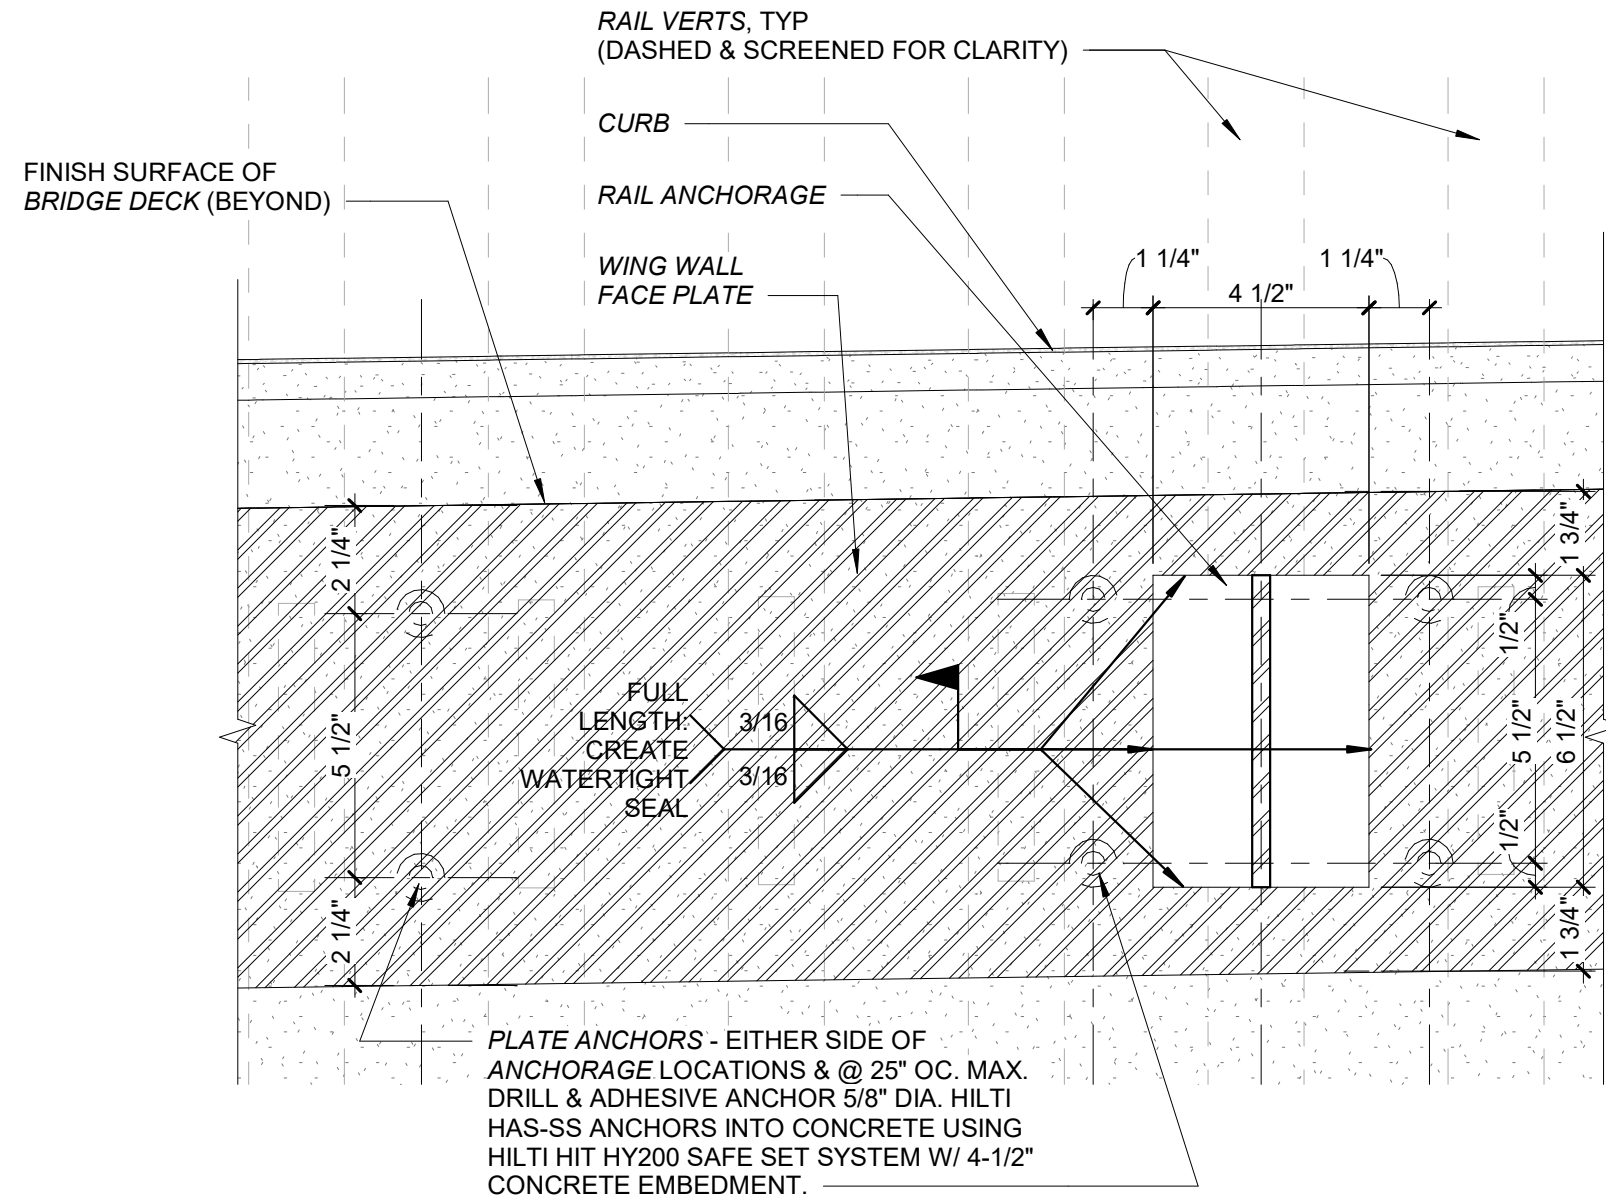 RAIL VERTS, TYP
(DASHED & SCREENED FOR CLARITY)
CURB
FINISH SURFACE OF
BRIDGE DECK (BEYOND)
RAIL ANCHORAGE
WING WALL
FACE PLATE
1 1/4"
1 1/4"
4 1/2"
2 1/4"
5 1/2"
2 1/4"
1 3/4"
1/2"
5 1/2"
6 1/2"
1/2"
1 3/4"
FULL
LENGTH.
CREATE
WATERTIGHT
SEAL
3/16
3/16
PLATE ANCHORS - EITHER SIDE OF
ANCHORAGE LOCATIONS & @ 25" OC. MAX.
DRILL & ADHESIVE ANCHOR 5/8" DIA. HILTI
HAS-SS ANCHORS INTO CONCRETE USING
HILTI HIT HY200 SAFE SET SYSTEM W/ 4-1/2"
CONCRETE EMBEDMENT.